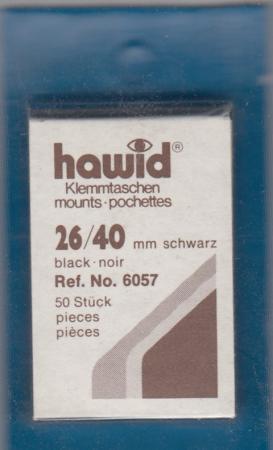 hawid®
Klemmtaschen
mounts·pochettes
26/40 mm schwarz
black·noir
Ref. No. 6057
50 Stück
pieces
pièces